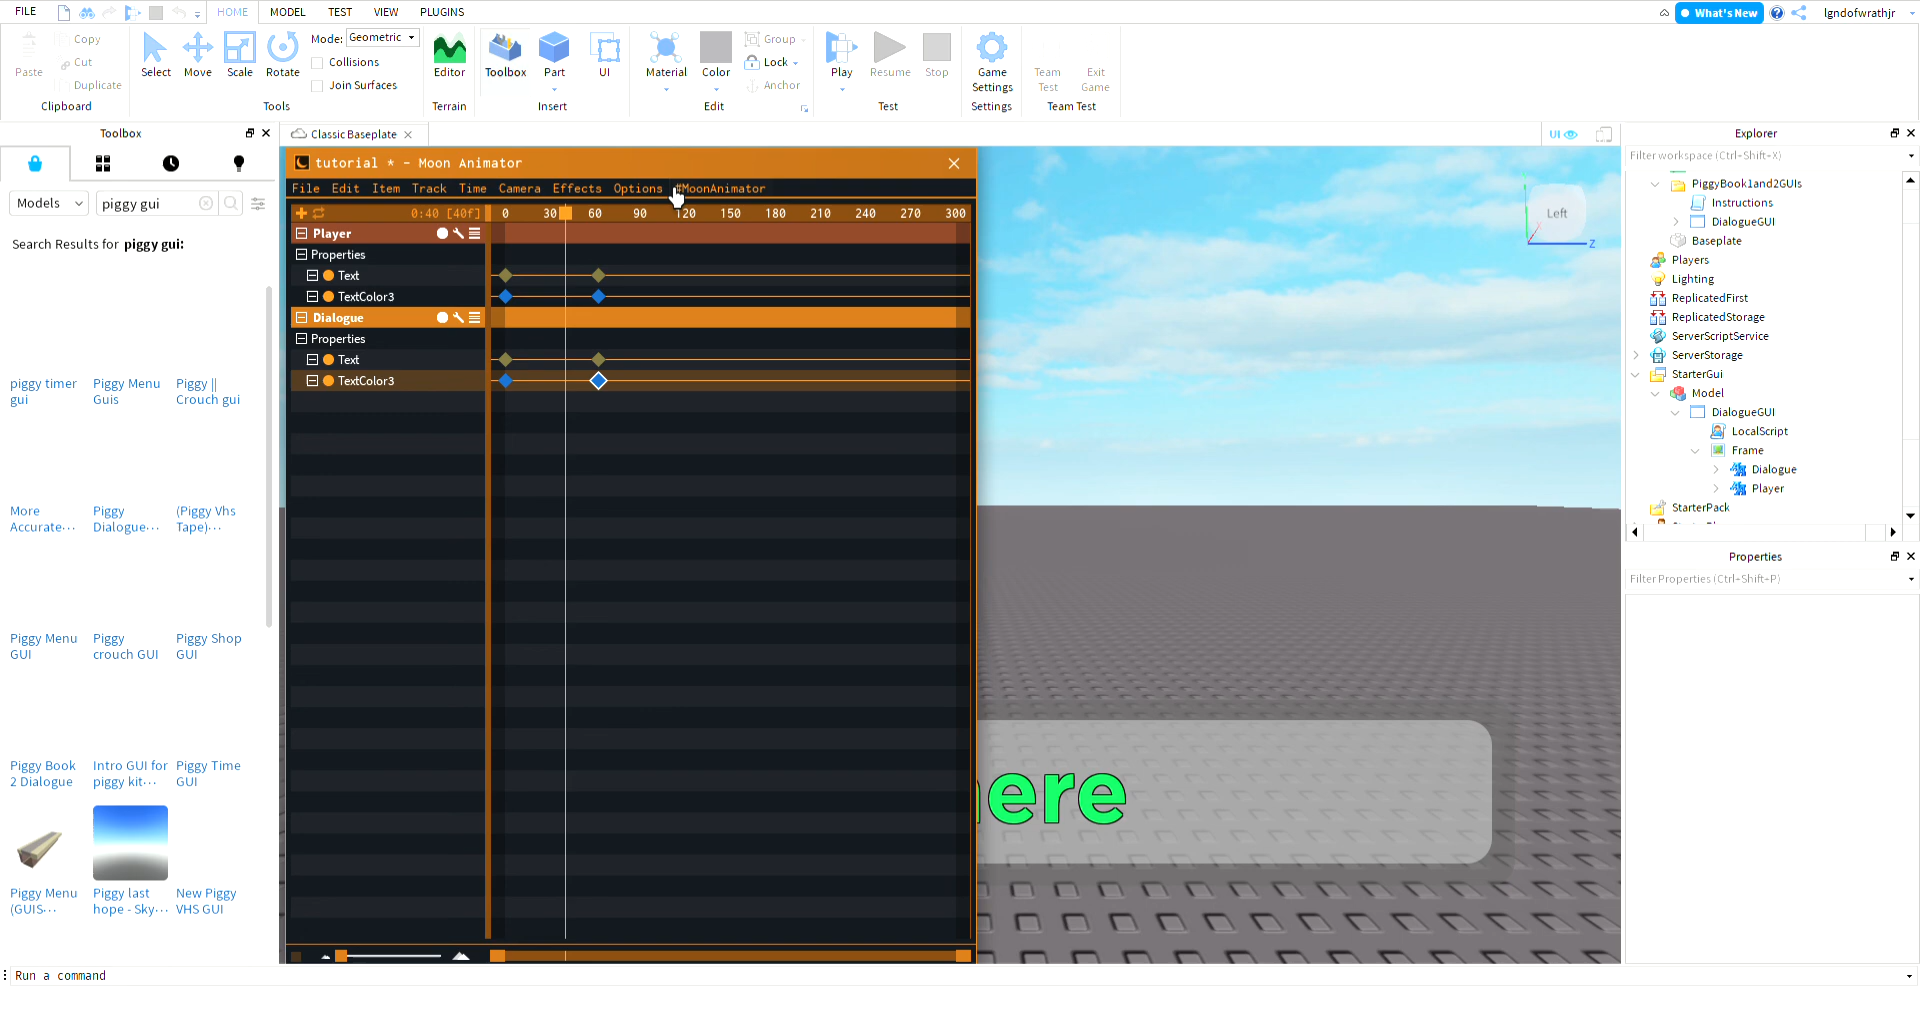 FILE
HOME
MODEL
TEST
VIEW
PLUGINS
What's New
lgndofwrathjr
Paste
Copy
Cut
Duplicate
Clipboard
Select
Move
Scale
Rotate
Mode:
Geometric
Collisions
Join Surfaces
Tools
Editor
Terrain
Toolbox
Part
UI
Insert
Material
Color
Group
Lock
Anchor
Edit
Play
Resume
Stop
Test
Game
Settings
Settings
Team
Test
Exit
Game
Team Test
Toolbox
Models
piggy gui
Search Results for piggy gui:
piggy timer
gui
Piggy Menu
Guis
Piggy ||
Crouch gui
More
Accurate···
Piggy
Dialogue···
(Piggy Vhs
Tape)···
Piggy Menu
GUI
Piggy
crouch GUI
Piggy Shop
GUI
Piggy Book
2 Dialogue
Intro GUI for
piggy kit···
Piggy Time
GUI
Piggy Menu
(GUIS···
Piggy last
hope - Sky···
New Piggy
VHS GUI
Classic Baseplate
UI
tutorial * - Moon Animator
File Edit Item Track Time Camera Effects Options #MoonAnimator
0:40 [40f] 0 30 60 90 120 150 180 210 240 270 300
Player
Properties
Text
TextColor3
Dialogue
Properties
Text
TextColor3
Left
Z
here
Explorer
Filter workspace (Ctrl+Shift+X)
PiggyBook1and2GUIs
Instructions
DialogueGUI
Baseplate
Players
Lighting
ReplicatedFirst
ReplicatedStorage
ServerScriptService
ServerStorage
StarterGui
Model
DialogueGUI
LocalScript
Frame
Dialogue
Player
StarterPack
Properties
Filter Properties (Ctrl+Shift+P)
Run a command